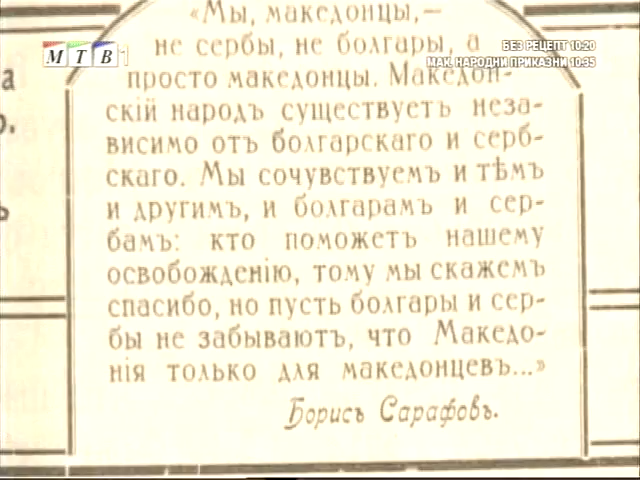 «Мы, македонцы,—
не сербы, не болгары, а
просто македонцы. Македон-
скій народъ существуетъ неза-
висимо отъ болгарскаго и серб-
скаго. Мы сочувствуемъ и тѣмъ
и другимъ, и болгарамъ и сер-
бамъ: кто поможетъ нашему
освобожденію, тому мы скажемъ
спасибо, но пусть болгары и сер-
бы не забываютъ, что Македо-
нія только для македонцевъ...»
Борисъ Сарафовъ.
МТВ 1
БЕЗ РЕЦЕПТ 10:20
МАК. НАРОДНИ ПРИКАЗНИ 10:35
а